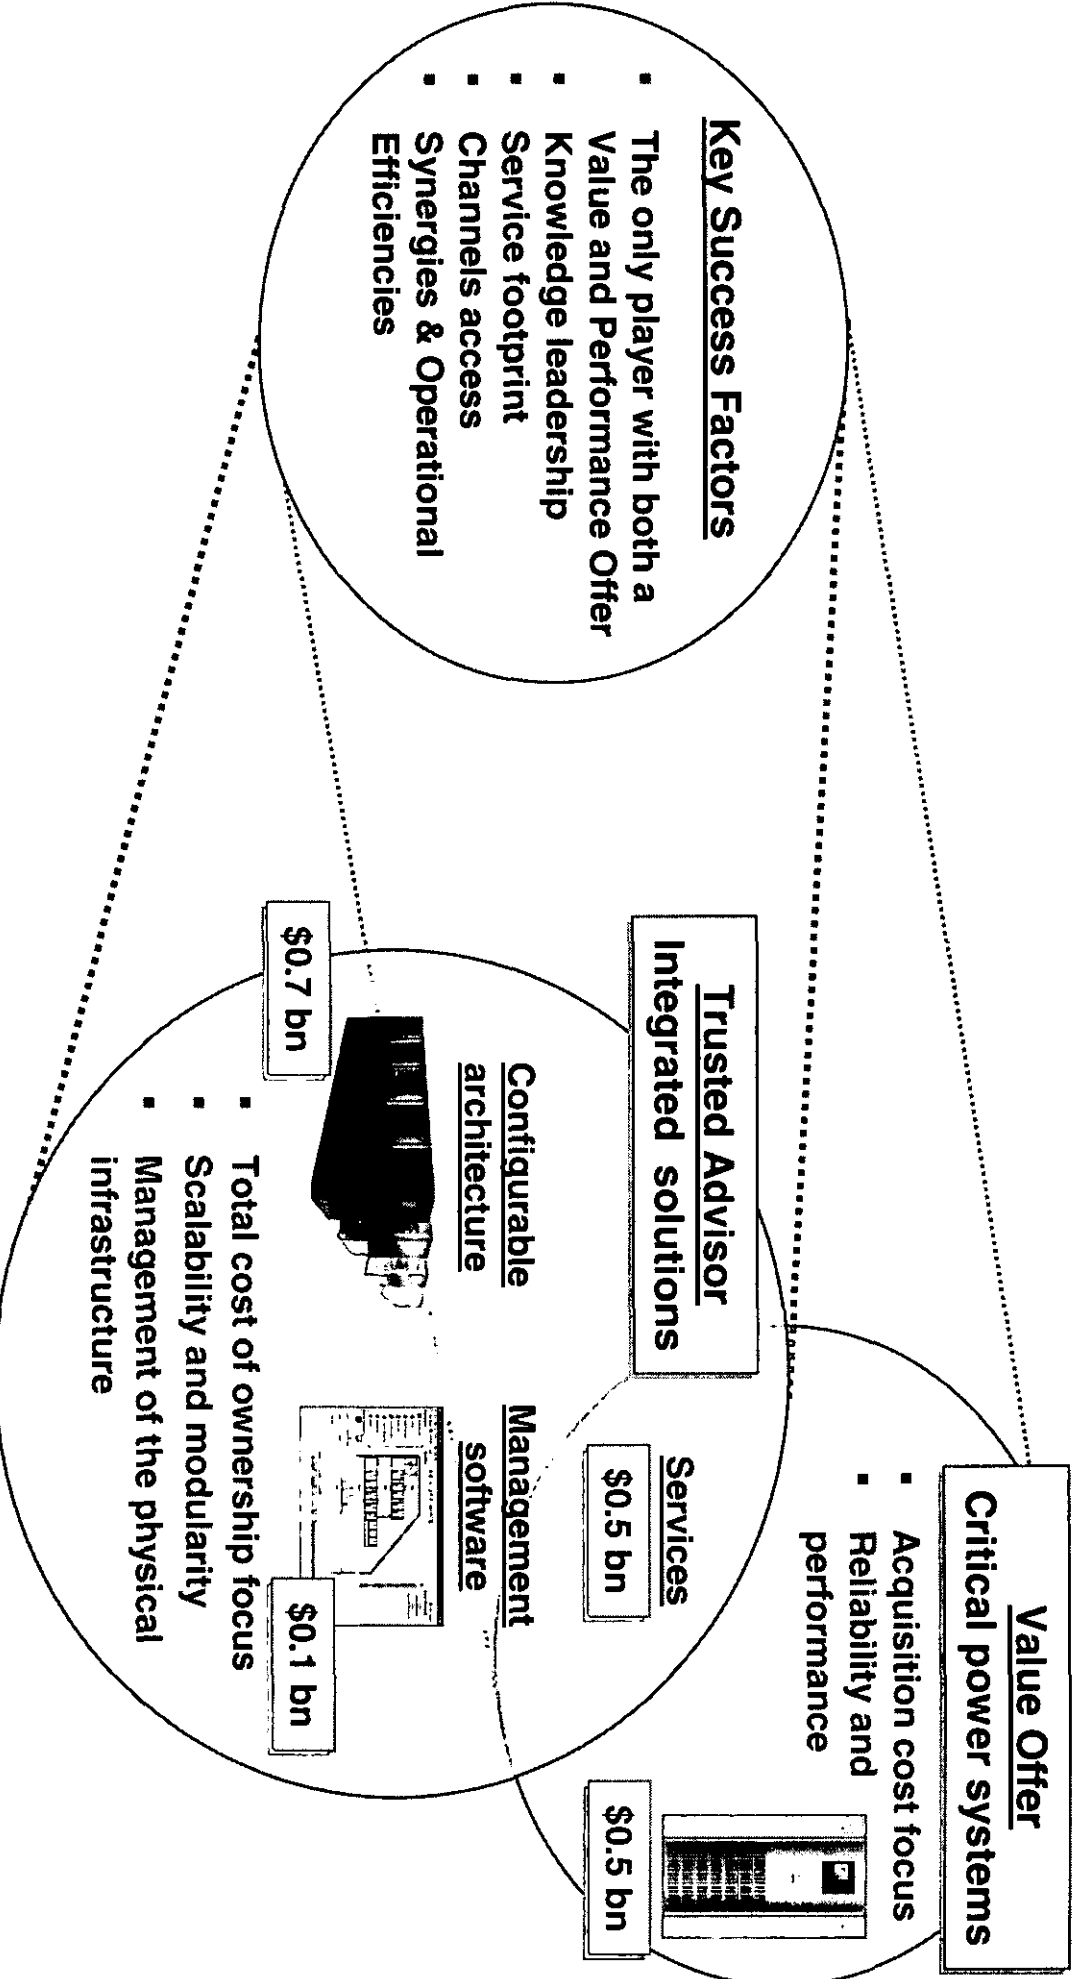 Value Offer
Critical power systems
▪ Acquisition cost focus
▪ Reliability and
performance
$0.5 bn
Trusted Advisor
Integrated solutions
Services
$0.5 bn
Configurable
architecture
$0.7 bn
Management
software
$0.1 bn
▪ Total cost of ownership focus
▪ Scalability and modularity
▪ Management of the physical
infrastructure
Key Success Factors
▪ The only player with both a
Value and Performance Offer
▪ Knowledge leadership
▪ Service footprint
▪ Channels access
▪ Synergies & Operational
Efficiencies